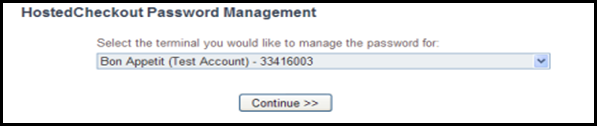 HostedCheckout Password Management
Select the terminal you would like to manage the password for:
Bon Appetit (Test Account) - 33416003
Continue >>